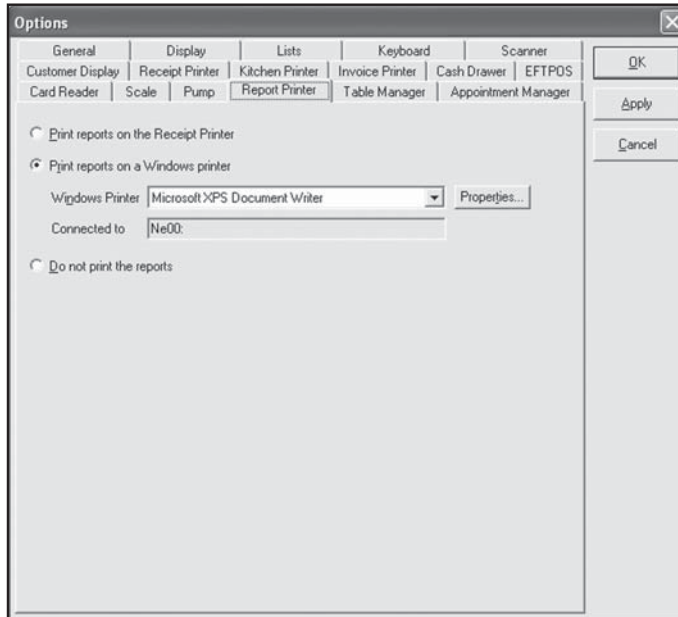 Options
General Display Lists Keyboard Scanner
Customer Display Receipt Printer Kitchen Printer Invoice Printer Cash Drawer EFTPOS
Card Reader Scale Pump Report Printer Table Manager Appointment Manager
OK
Apply
Cancel
Print reports on the Receipt Printer
Print reports on a Windows printer
Windows Printer Microsoft XPS Document Writer Properties...
Connected to Ne00:
Do not print the reports